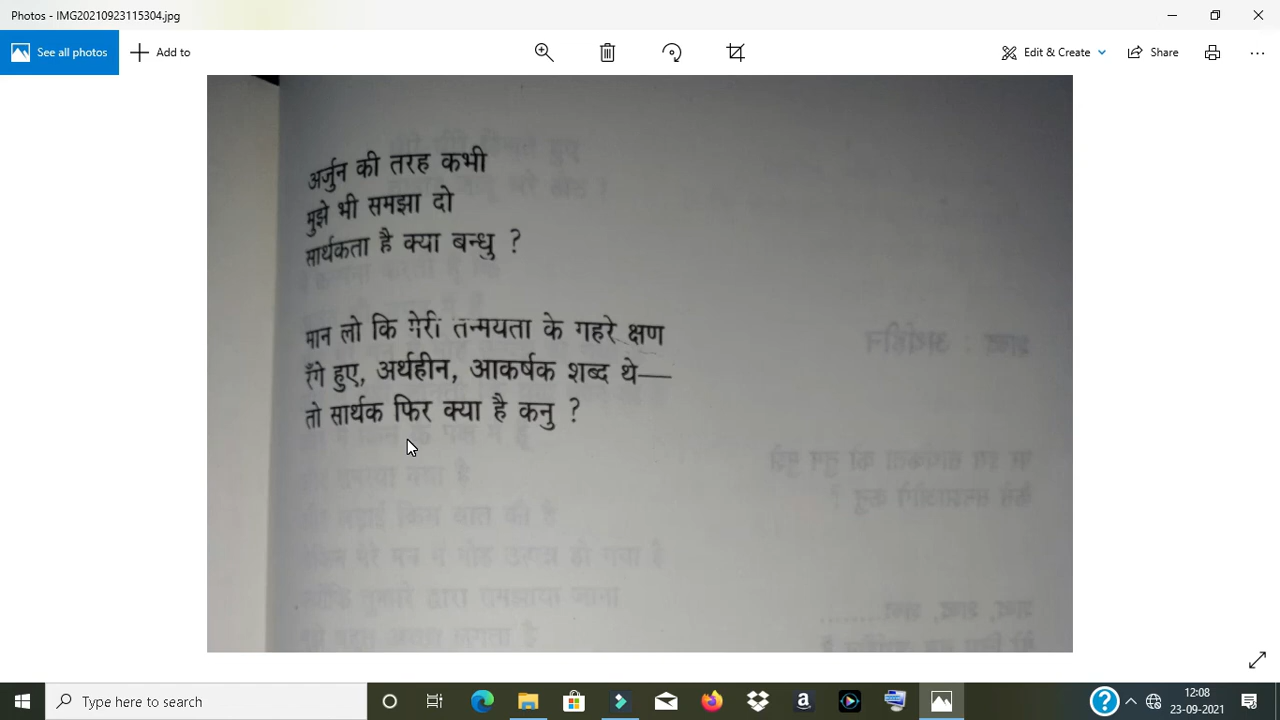 Photos - IMG20210923115304.jpg
See all photos
Add to
Edit & Create
Share
अर्जुन की तरह कभी
मुझे भी समझा दो
सार्थकता है क्या बन्धु ?
मान लो कि मेरी तन्मयता के गहरे क्षण
रँगे हुए, अर्थहीन, आकर्षक शब्द थे—
तो सार्थक फिर क्या है कनु ?
Type here to search
12:08
23-09-2021